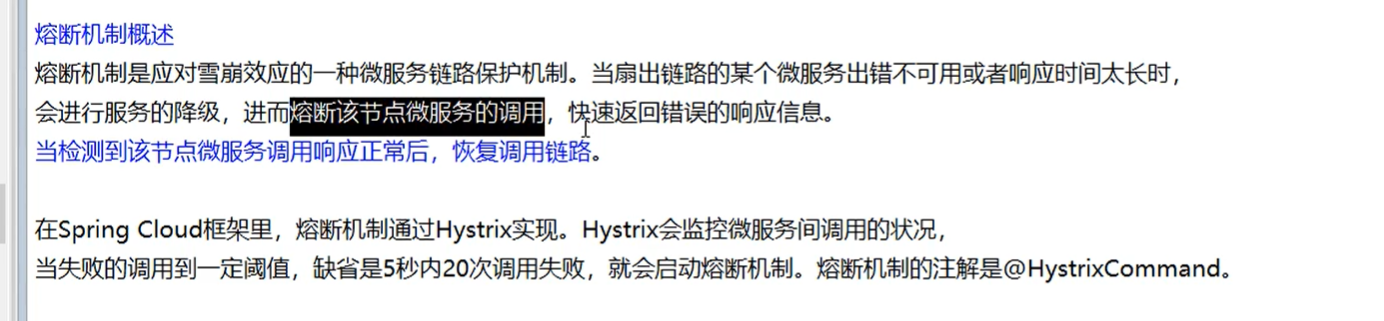 熔断机制概述
熔断机制是应对雪崩效应的一种微服务链路保护机制。当扇出链路的某个微服务出错不可用或者响应时间太长时，
会进行服务的降级，进而熔断该节点微服务的调用，快速返回错误的响应信息。
当检测到该节点微服务调用响应正常后，恢复调用链路。
在Spring Cloud框架里，熔断机制通过Hystrix实现。Hystrix会监控微服务间调用的状况，
当失败的调用到一定阈值，缺省是5秒内20次调用失败，就会启动熔断机制。熔断机制的注解是@HystrixCommand。